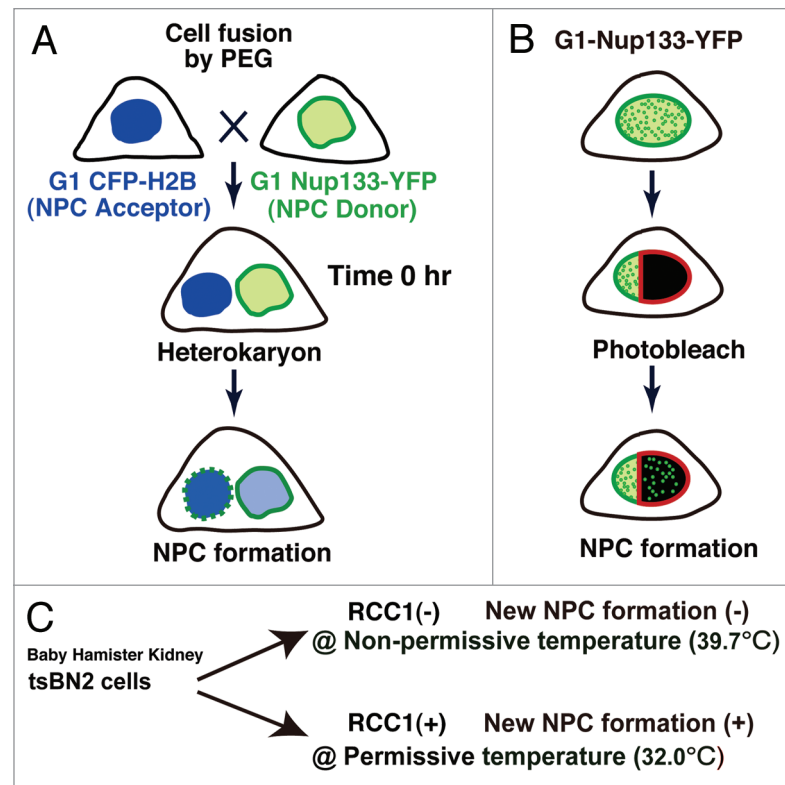 A
Cell fusion
by PEG
G1 CFP-H2B
(NPC Acceptor)
G1 Nup133-YFP
(NPC Donor)
Time 0 hr
Heterokaryon
NPC formation
B
G1-Nup133-YFP
Photobleach
NPC formation
C
Baby Hamister Kidney
tsBN2 cells
RCC1(-) New NPC formation (-)
@ Non-permissive temperature (39.7°C)
RCC1(+) New NPC formation (+)
@ Permissive temperature (32.0°C)